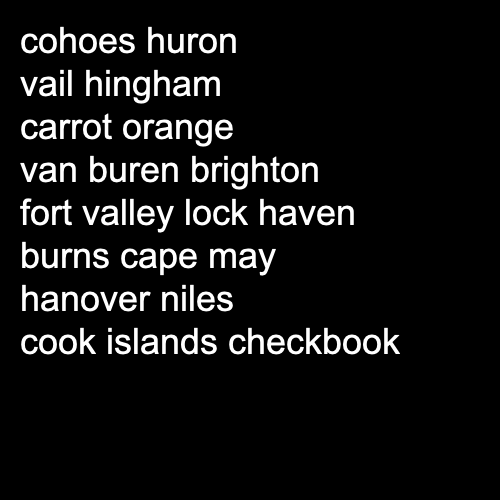 cohoes huron
vail hingham
carrot orange
van buren brighton
fort valley lock haven
burns cape may
hanover niles
cook islands checkbook